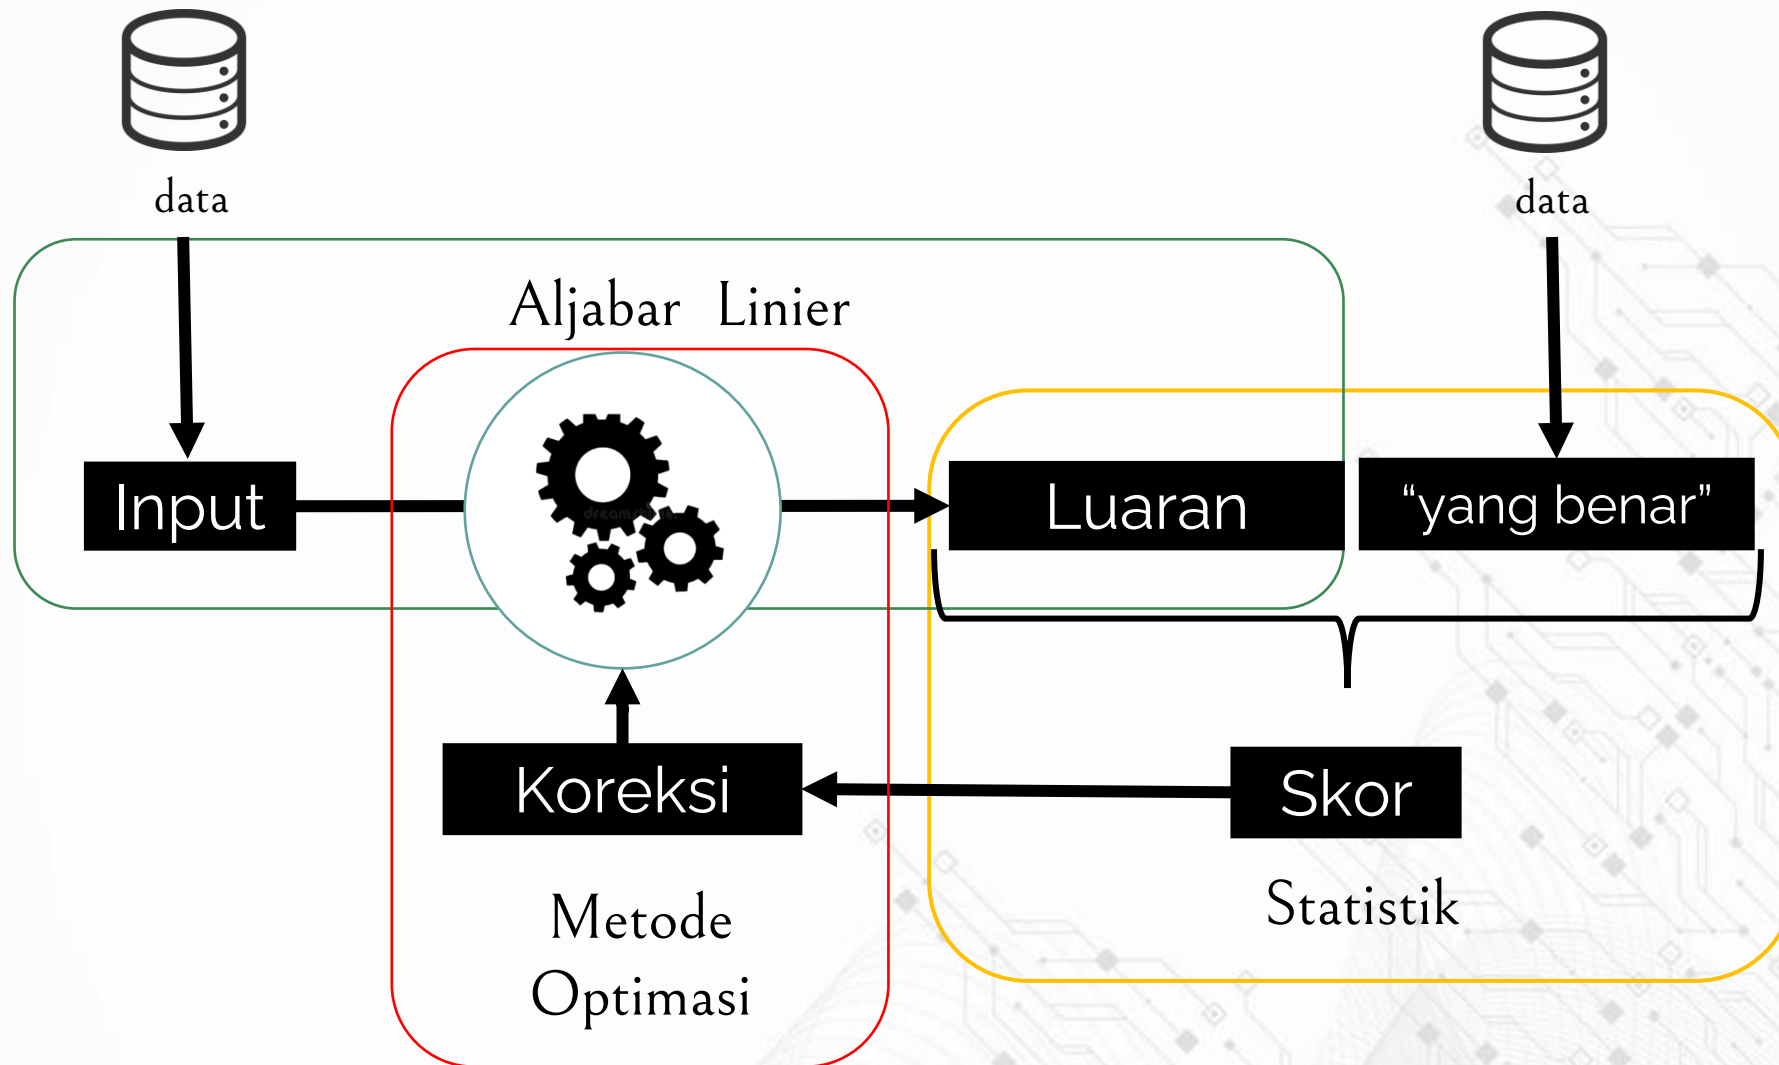 data
data
Aljabar Linier
Input
Luaran
“yang benar”
Koreksi
Skor
Metode
Optimasi
Statistik